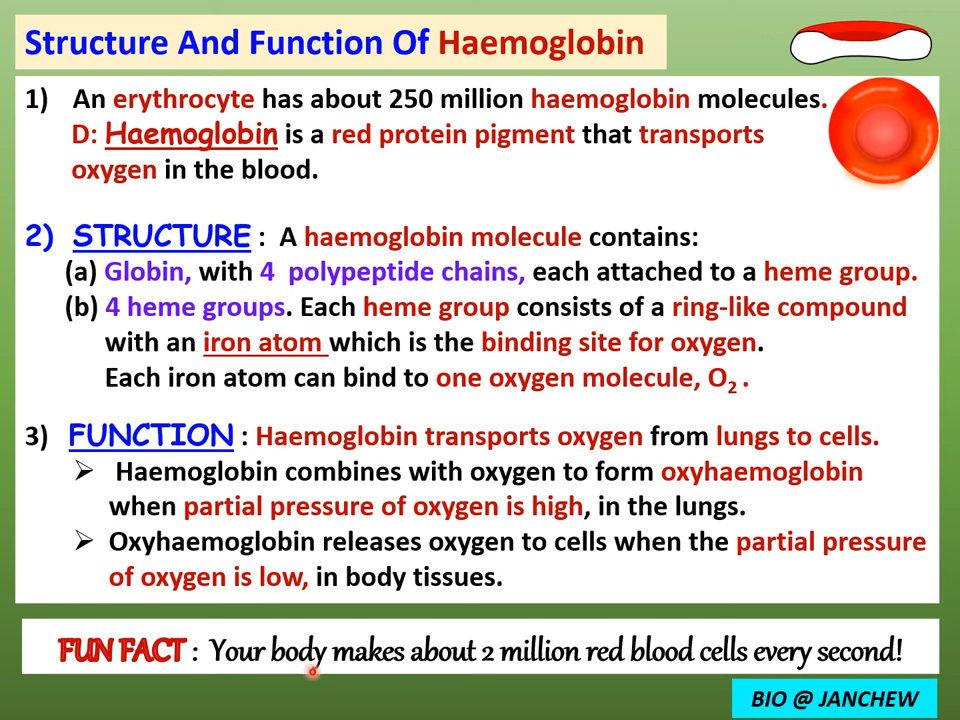 Structure And Function Of Haemoglobin
1) An erythrocyte has about 250 million haemoglobin molecules.
D: Haemoglobin is a red protein pigment that transports
oxygen in the blood.
2) STRUCTURE : A haemoglobin molecule contains:
(a) Globin, with 4 polypeptide chains, each attached to a heme group.
(b) 4 heme groups. Each heme group consists of a ring-like compound
with an iron atom which is the binding site for oxygen.
Each iron atom can bind to one oxygen molecule, O₂ .
3) FUNCTION : Haemoglobin transports oxygen from lungs to cells.
➢ Haemoglobin combines with oxygen to form oxyhaemoglobin
when partial pressure of oxygen is high, in the lungs.
➢ Oxyhaemoglobin releases oxygen to cells when the partial pressure
of oxygen is low, in body tissues.
FUN FACT : Your body makes about 2 million red blood cells every second!
BIO @ JANCHEW